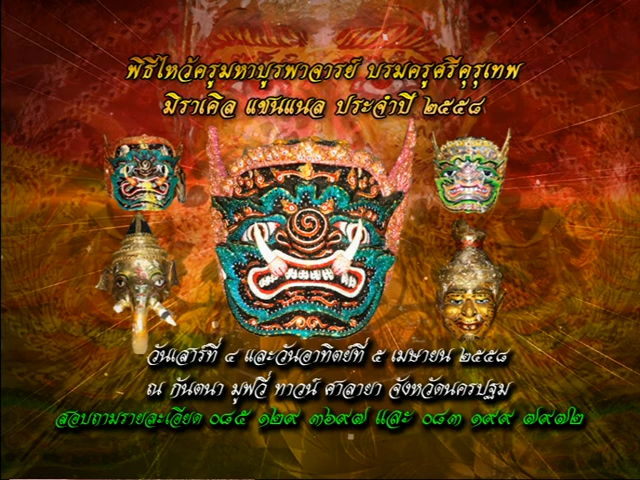 พิธีไหว้ครูมหาบูรพาจารย์ บรมครูศรีคุรุเทพ
มิราเคิล แชนแนล ประจำปี ๒๕๕๘
วันเสาร์ที่ ๔ และวันอาทิตย์ที่ ๕ เมษายน ๒๕๕๘
ณ กันตนา มูฟวี่ ทาวน์ ศาลายา จังหวัดนครปฐม
สอบถามรายละเอียด ๐๘๕ ๑๒๙ ๓๖๙๗ และ ๐๘๓ ๑๙๙ ๗๙๗๒